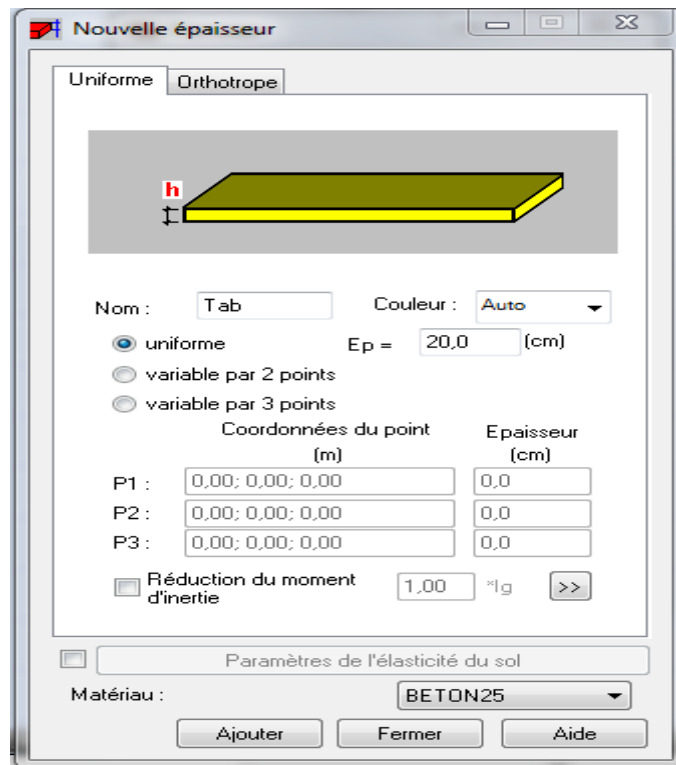 Nouvelle épaisseur
Uniforme Orthotrope
h
Nom : Tab Couleur : Auto
uniforme Ep = 20,0 (cm)
variable par 2 points
variable par 3 points
Coordonnées du point Epaisseur
(m) (cm)
P1 : 0,00; 0,00; 0,00 0,0
P2 : 0,00; 0,00; 0,00 0,0
P3 : 0,00; 0,00; 0,00 0,0
Réduction du moment
d'inertie 1,00 *Ig >>
Paramètres de l'élasticité du sol
Matériau : BETON25
Ajouter Fermer Aide